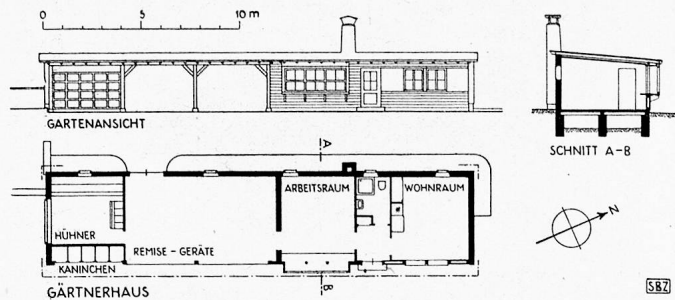 0 5 10 m
GARTENANSICHT
SCHNITT A-B
A
ARBEITSRAUM
WOHNRAUM
HÜHNER
REMISE - GERÄTE
KANINCHEN
B
N
GÄRTNERHAUS
SBZ